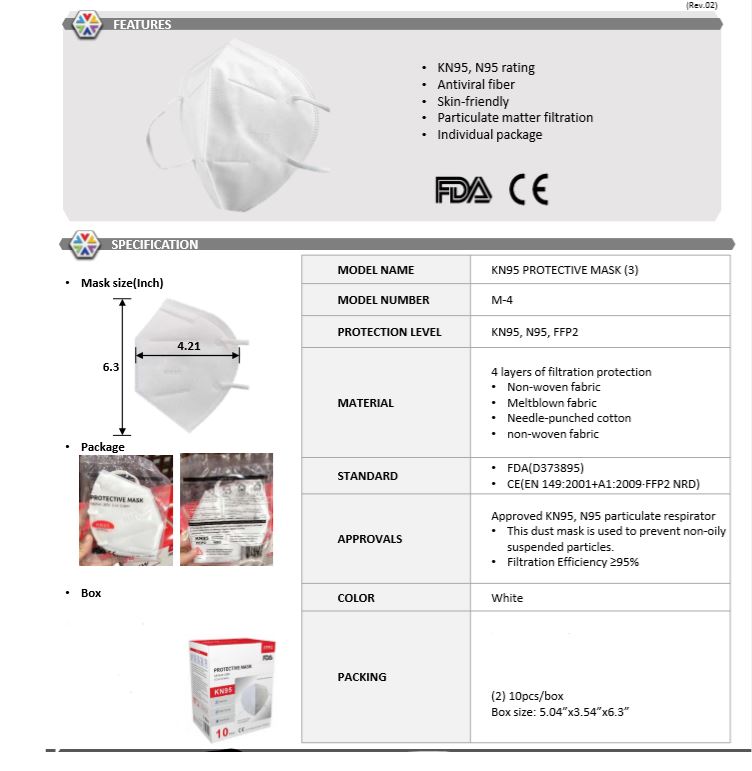 (Rev.02)
FEATURES
• KN95, N95 rating
• Antiviral fiber
• Skin-friendly
• Particulate matter filtration
• Individual package
FDA CE
SPECIFICATION
• Mask size(Inch)
4.21
6.3
• Package
PROTECTIVE MASK
KN95
• Box
PROTECTIVE MASK
FDA
KN95
10
CE
MODEL NAME KN95 PROTECTIVE MASK (3)
MODEL NUMBER M-4
PROTECTION LEVEL KN95, N95, FFP2
MATERIAL
4 layers of filtration protection
• Non-woven fabric
• Meltblown fabric
• Needle-punched cotton
• non-woven fabric
STANDARD
• FDA(D373895)
• CE(EN 149:2001+A1:2009-FFP2 NRD)
APPROVALS
Approved KN95, N95 particulate respirator
• This dust mask is used to prevent non-oily
suspended particles.
• Filtration Efficiency ≥95%
COLOR White
PACKING
(2) 10pcs/box
Box size: 5.04”x3.54”x6.3”